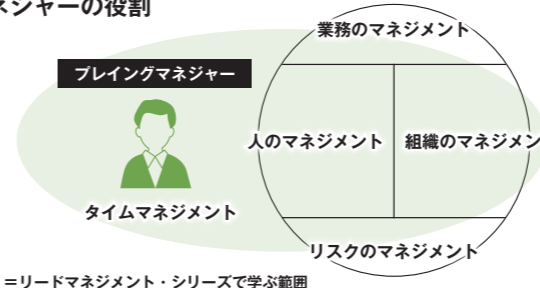 ネジャーの役割
業務のマネジメント
プレイングマネジャー
人のマネジメント
組織のマネジメン
タイムマネジメント
リスクのマネジメント
=リードマネジメント・シリーズで学ぶ範囲